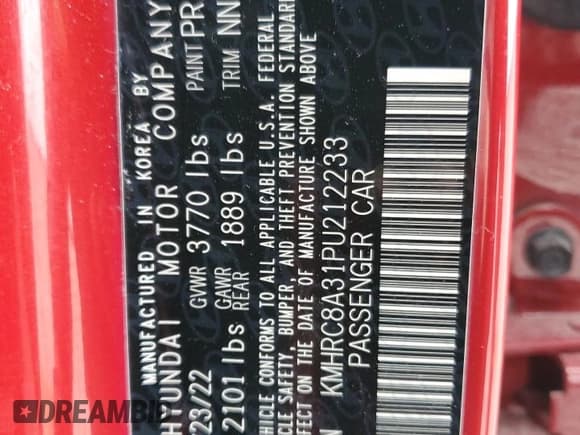 MANUFACTURED IN KOREA BY
HYUNDAI MOTOR COMPANY
23/22 GVWR 3770 lbs PAINT PR
2101 lbs GAWR REAR 1889 lbs TRIM NN
VEHICLE CONFORMS TO ALL APPLICABLE U.S.A. FEDERAL
VEHICLE SAFETY, BUMPER, AND THEFT PREVENTION STANDARD
EFFECT ON THE DATE OF MANUFACTURE SHOWN ABOVE
KMHRC8A31PU212233
PASSENGER CAR
DREAMBID